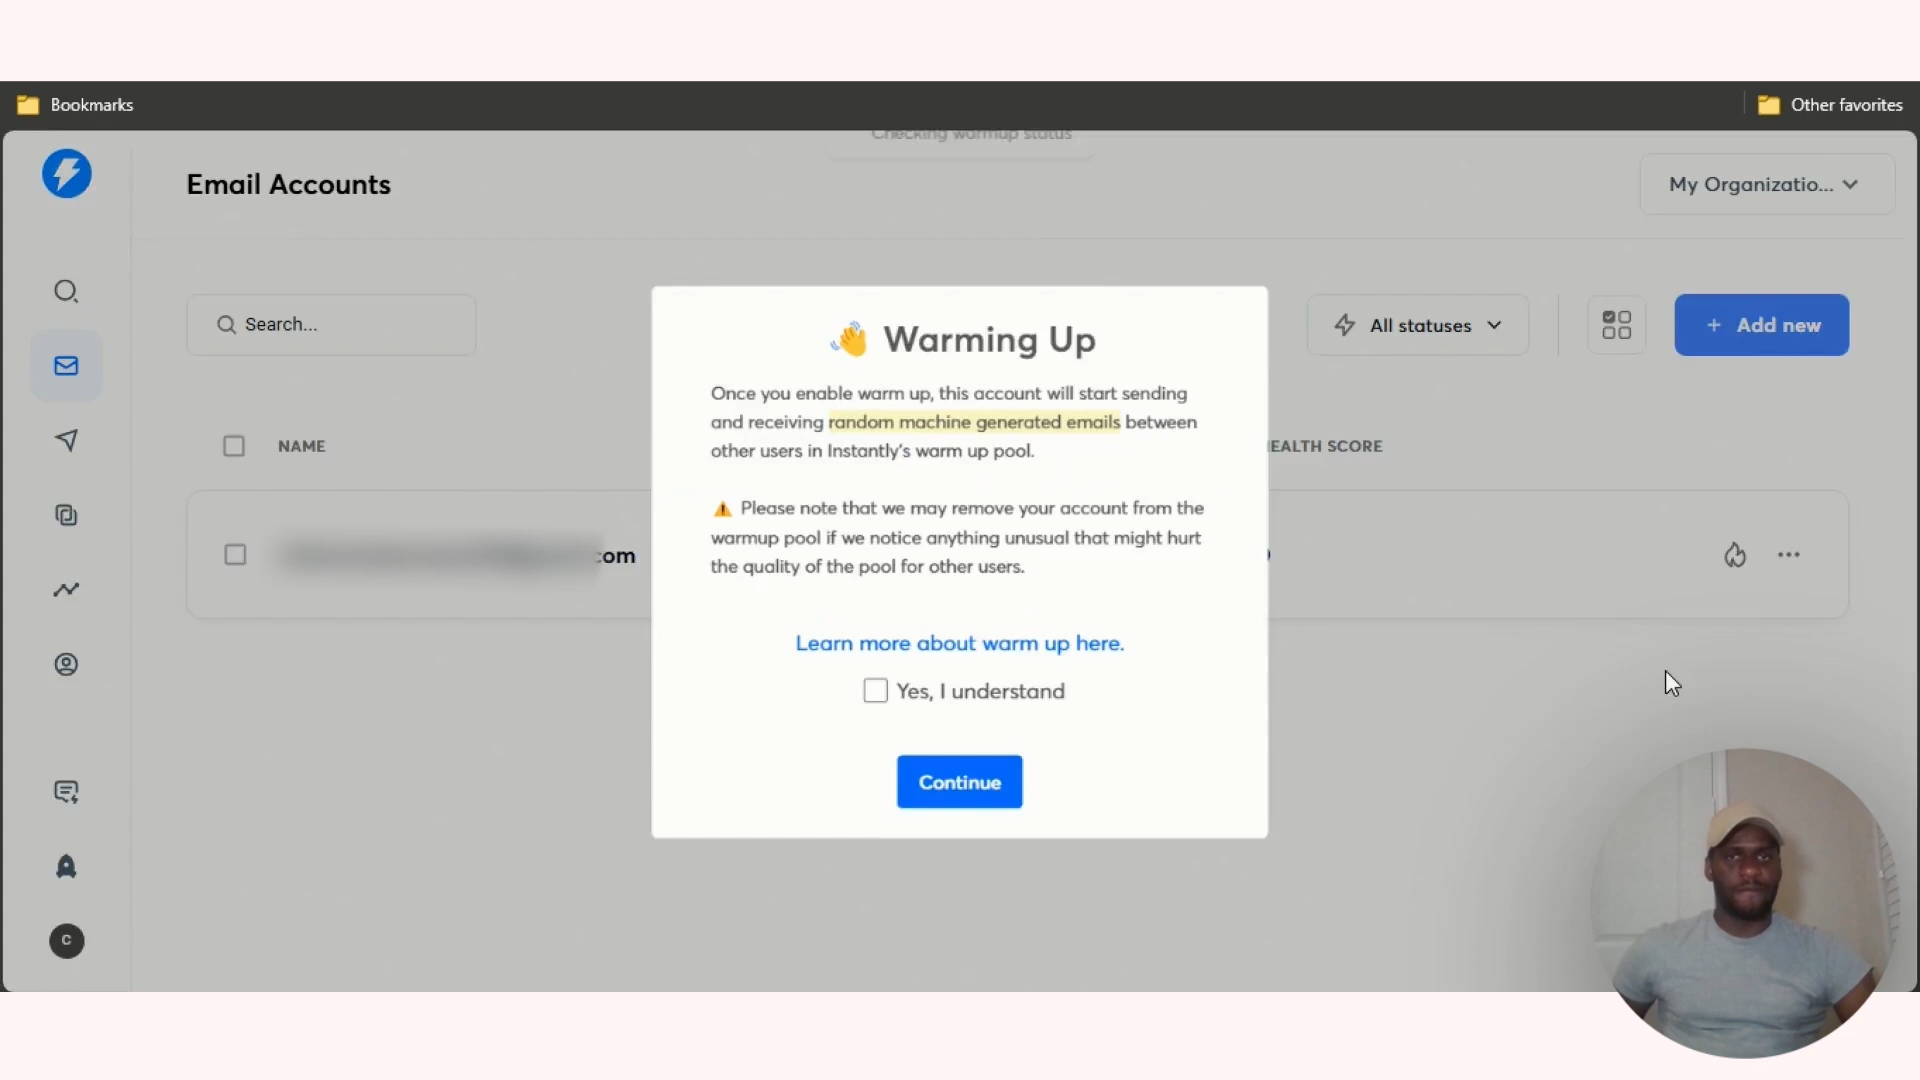 Bookmarks
Other favorites
Checking warmup status
Email Accounts
My Organizatio...
Search...
All statuses
+ Add new
Warming Up
Once you enable warm up, this account will start sending
and receiving random machine generated emails between
other users in Instantly's warm up pool.
Please note that we may remove your account from the
warmup pool if we notice anything unusual that might hurt
the quality of the pool for other users.
Learn more about warm up here.
Yes, I understand
Continue
NAME
EALTH SCORE
.com
C